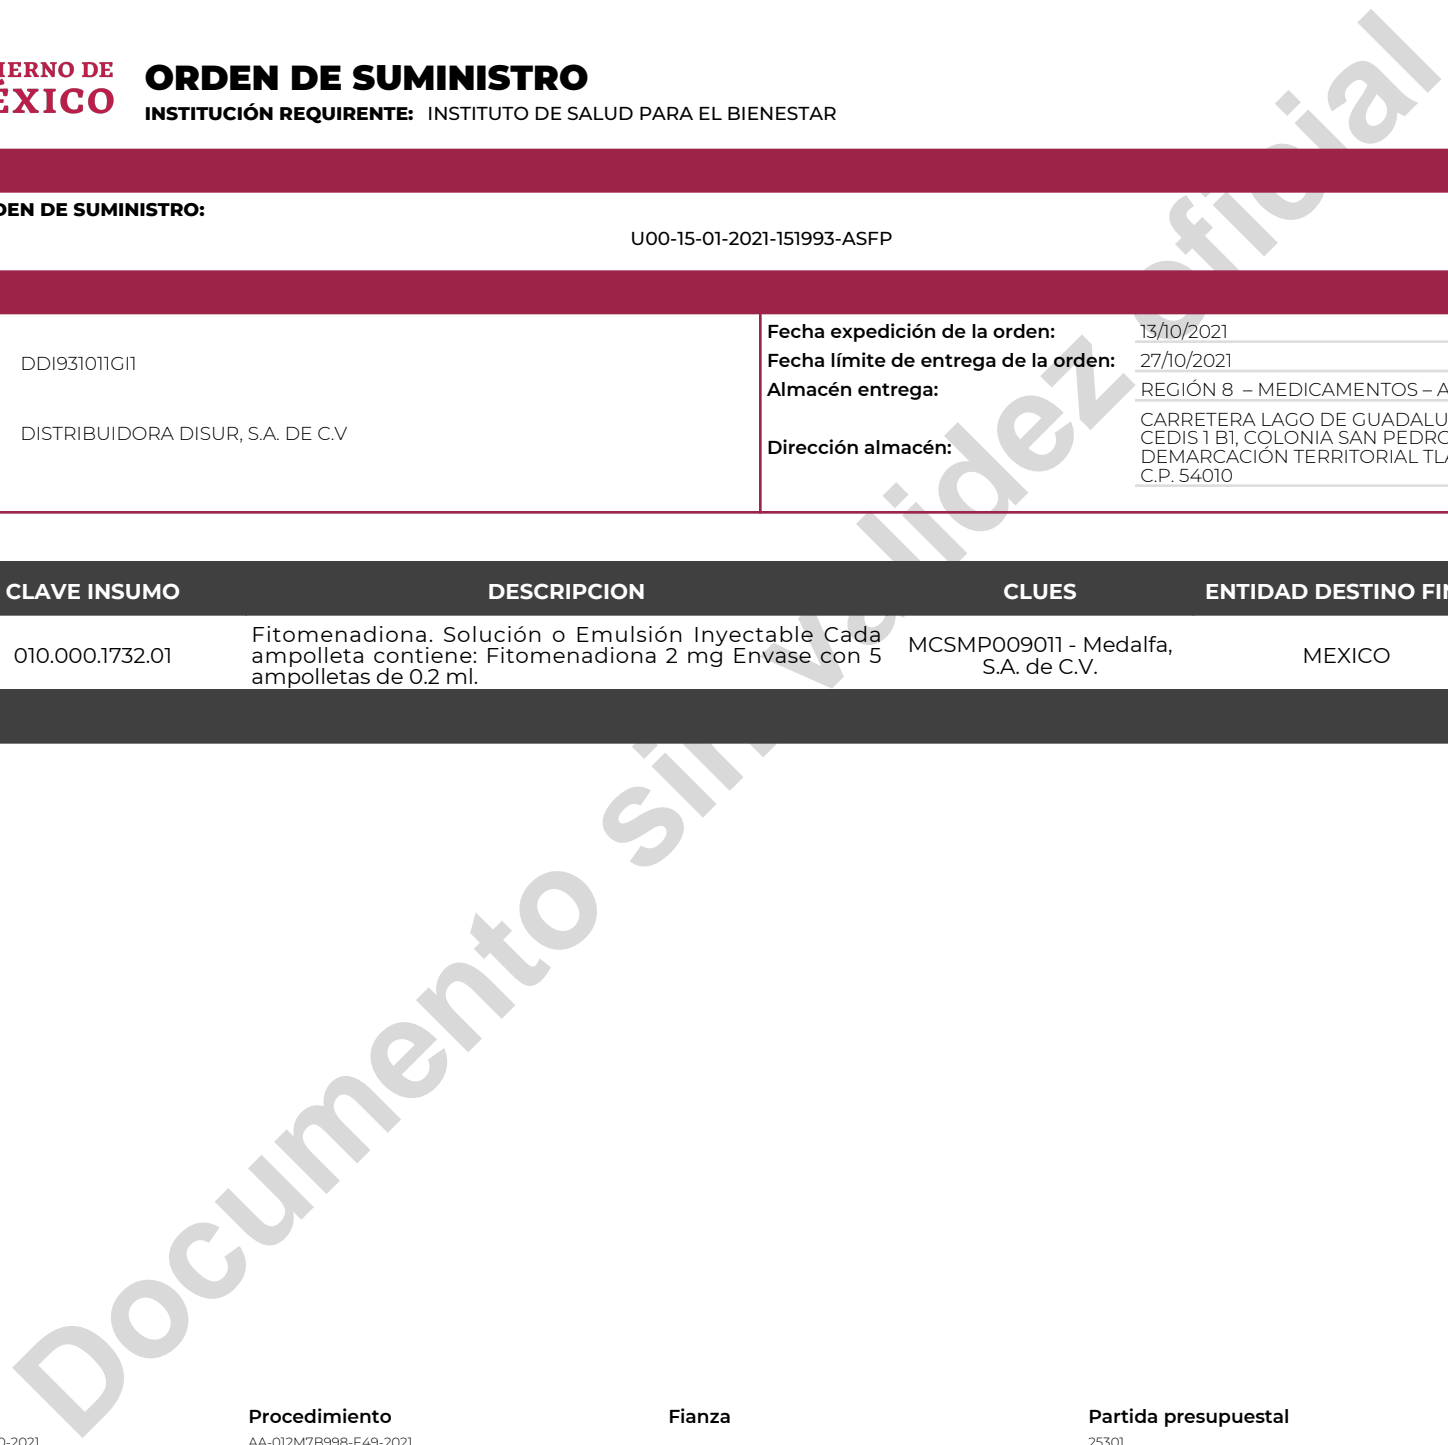 IERNO DE
ÉXICO
ORDEN DE SUMINISTRO
INSTITUCIÓN REQUIRENTE: INSTITUTO DE SALUD PARA EL BIENESTAR
DEN DE SUMINISTRO:
U00-15-01-2021-151993-ASFP
DDI931011GI1
DISTRIBUIDORA DISUR, S.A. DE C.V
Fecha expedición de la orden: 13/10/2021
Fecha límite de entrega de la orden: 27/10/2021
Almacén entrega: REGIÓN 8 – MEDICAMENTOS – A
Dirección almacén:
CARRETERA LAGO DE GUADALU
CEDIS 1 B1, COLONIA SAN PEDRO
DEMARCACIÓN TERRITORIAL TLA
C.P. 54010
CLAVE INSUMO DESCRIPCION CLUES ENTIDAD DESTINO FIN
010.000.1732.01
Fitomenadiona. Solución o Emulsión Inyectable Cada
ampolleta contiene: Fitomenadiona 2 mg Envase con 5
ampolletas de 0.2 ml.
MCSMP009011 - Medalfa,
S.A. de C.V.
MEXICO
Documento sin validez oficial
Procedimiento Fianza Partida presupuestal
0-2021 AA-012M7B998-E49-2021 25301